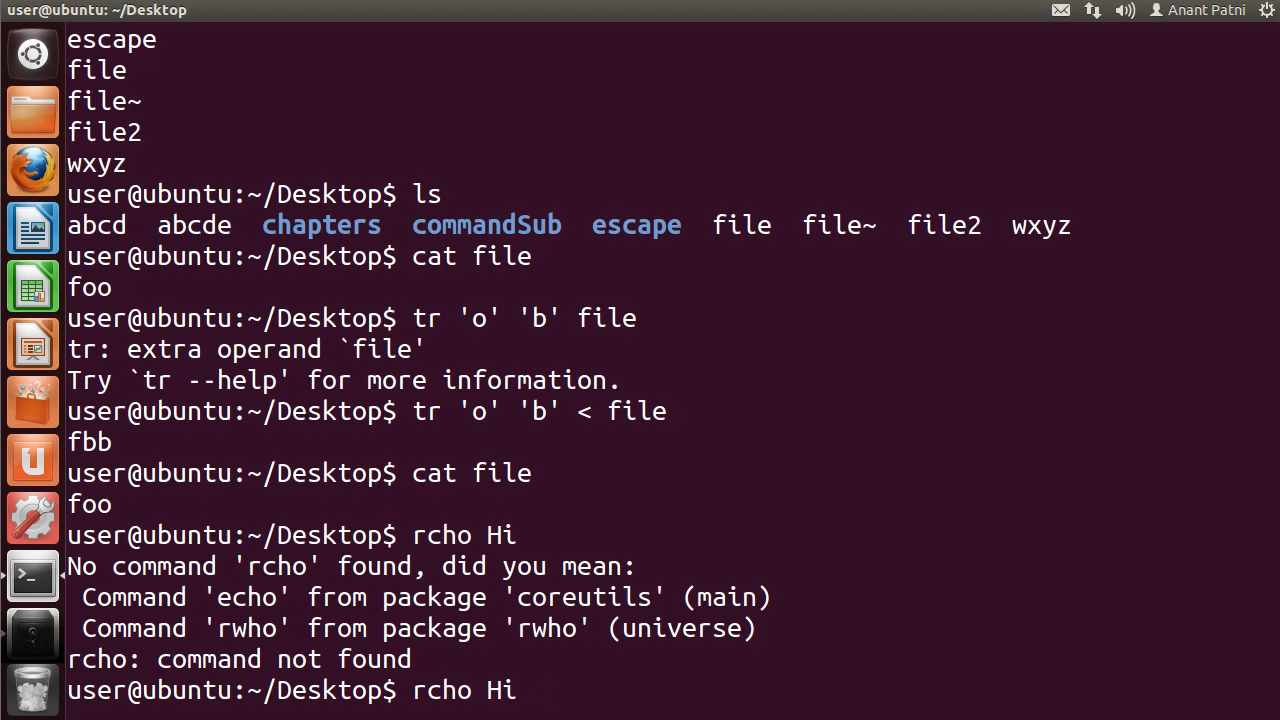 user@ubuntu: ~/Desktop
Anant Patni
escape
file
file~
file2
wxyz
user@ubuntu:~/Desktop$ ls
abcd abcde chapters commandSub escape file file~ file2 wxyz
user@ubuntu:~/Desktop$ cat file
foo
user@ubuntu:~/Desktop$ tr 'o' 'b' file
tr: extra operand `file'
Try `tr --help' for more information.
user@ubuntu:~/Desktop$ tr 'o' 'b' < file
fbb
user@ubuntu:~/Desktop$ cat file
foo
user@ubuntu:~/Desktop$ rcho Hi
No command 'rcho' found, did you mean:
 Command 'echo' from package 'coreutils' (main)
 Command 'rwho' from package 'rwho' (universe)
rcho: command not found
user@ubuntu:~/Desktop$ rcho Hi